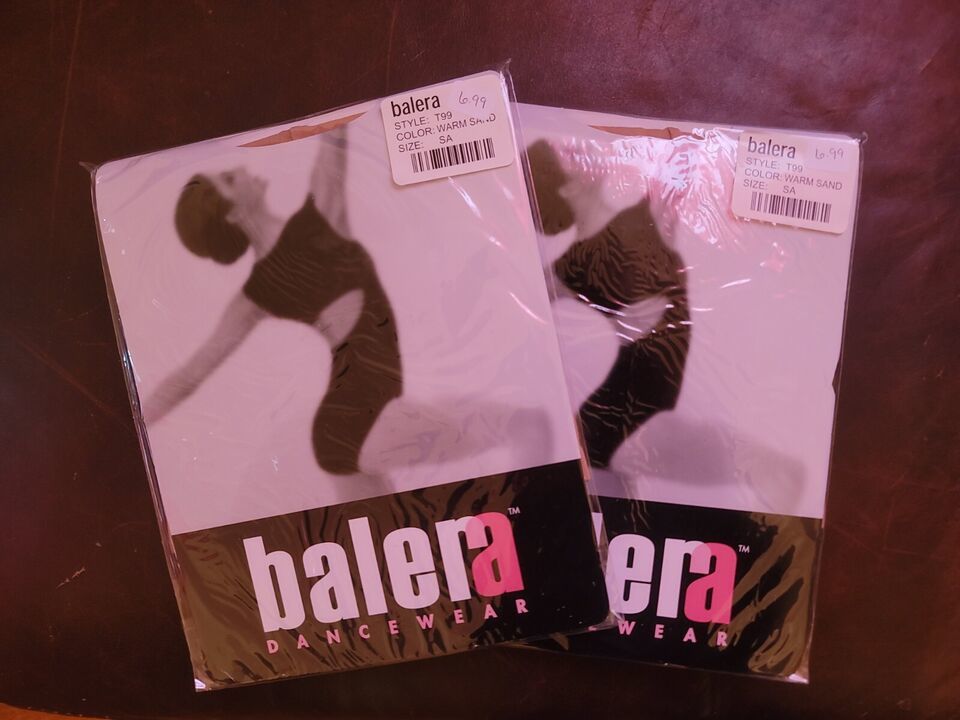 balera 6.99
STYLE: T99
COLOR: WARM SAND
SIZE: SA
balera 6.99
STYLE: T99
COLOR: WARM SAND
SIZE: SA
balera™
DANCEWEAR
era™
WEAR